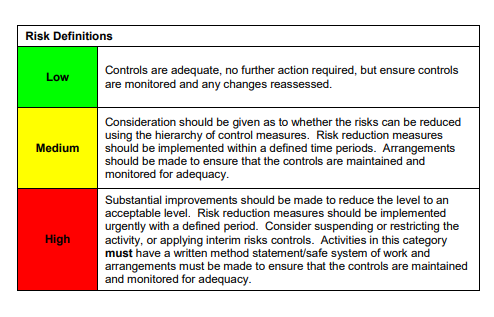 Risk Definitions
Low
Controls are adequate, no further action required, but ensure controls
are monitored and any changes reassessed.
Medium
Consideration should be given as to whether the risks can be reduced
using the hierarchy of control measures.  Risk reduction measures
should be implemented within a defined time periods.  Arrangements
should be made to ensure that the controls are maintained and
monitored for adequacy.
High
Substantial improvements should be made to reduce the level to an
acceptable level.  Risk reduction measures should be implemented
urgently with a defined period.  Consider suspending or restricting the
activity, or applying interim risks controls.  Activities in this category
must have a written method statement/safe system of work and
arrangements must be made to ensure that the controls are maintained
and monitored for adequacy.